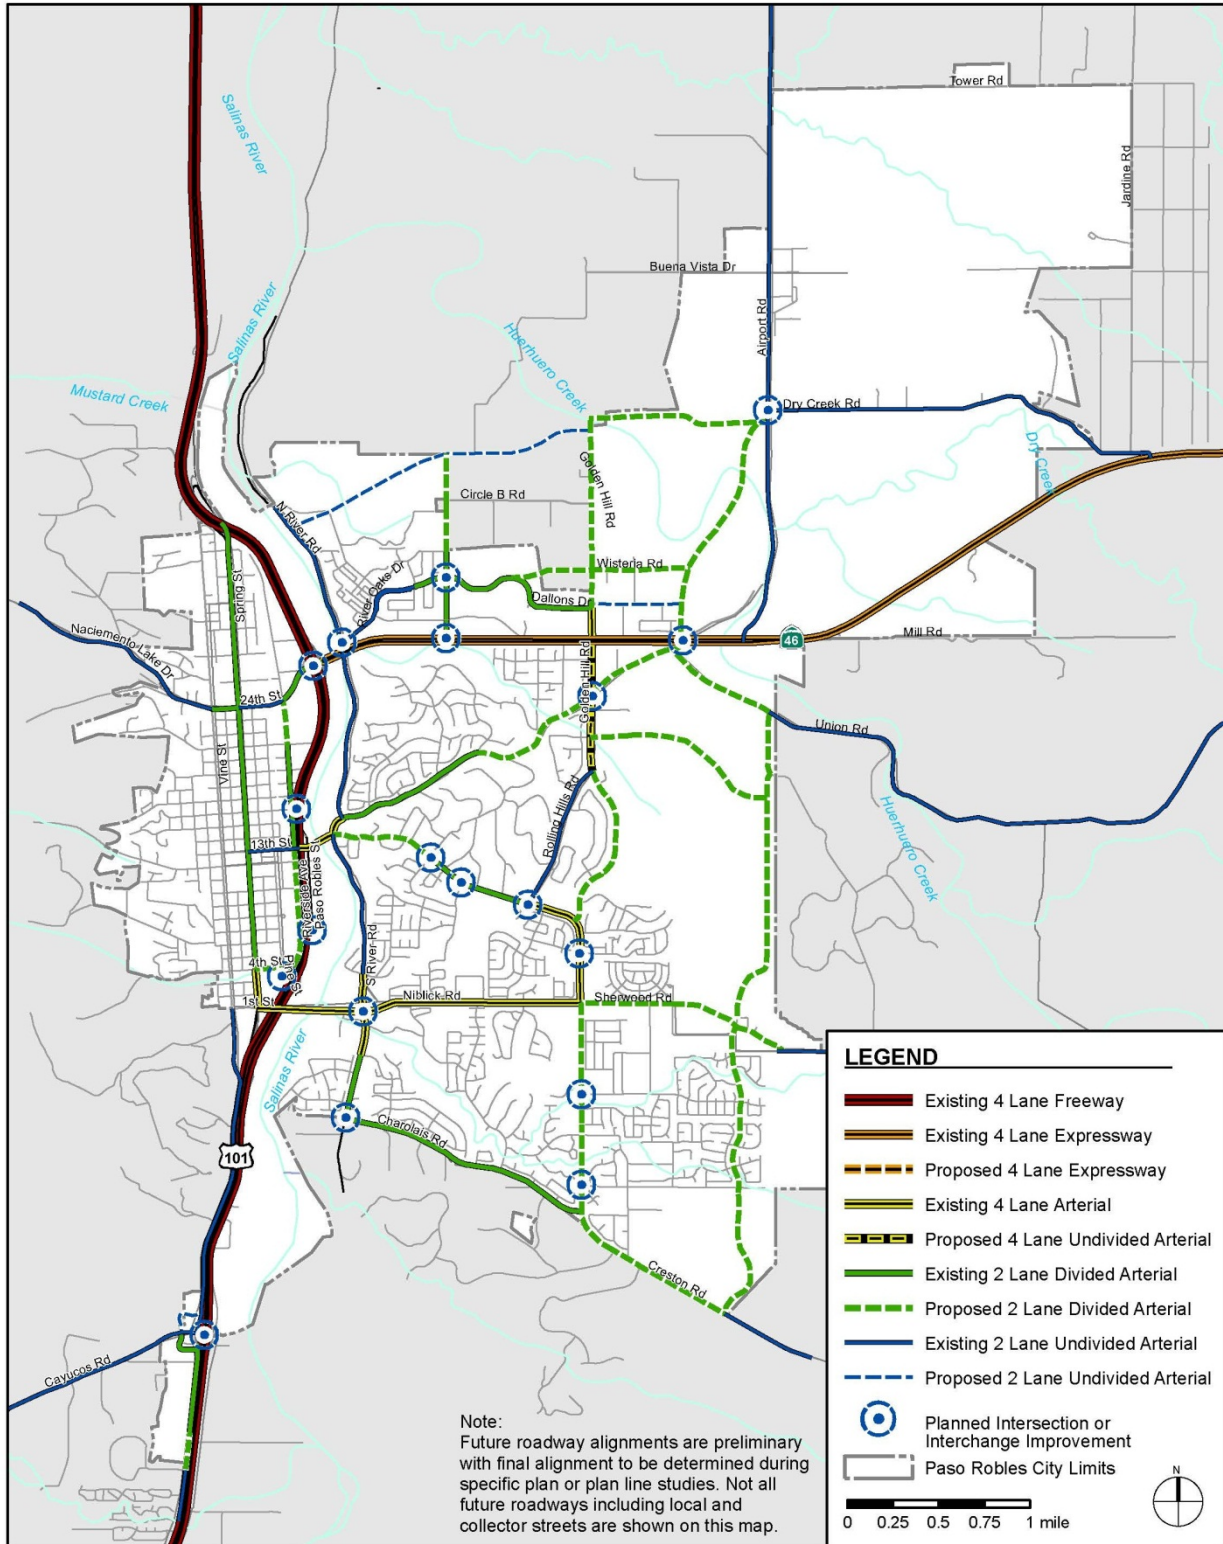 Tower Rd
Salinas River
Jardine Rd
Buena Vista Dr
Salinas River
Airport Rd
Huerhuero Creek
Mustard Creek
Dry Creek Rd
Dry Creek
Golden Hill Rd
Circle B Rd
N River Rd
Wisteria Rd
River Oaks Dr
Dallons Dr
Spring St
Naciemento Lake Dr
46
Mill Rd
Golden Hill Rd
24th St
Union Rd
Vine St
Huerhuero Creek
Rolling Hills Rd
13th St
Riverside Ave
Paso Robles St
S River Rd
4th St
Pine St
1st St
Niblick Rd
Sherwood Rd
Salinas River
Charolais Rd
101
Creston Rd
Cayucos Rd
Note:
Future roadway alignments are preliminary
with final alignment to be determined during
specific plan or plan line studies. Not all
future roadways including local and
collector streets are shown on this map.
LEGEND
Existing 4 Lane Freeway
Existing 4 Lane Expressway
Proposed 4 Lane Expressway
Existing 4 Lane Arterial
Proposed 4 Lane Undivided Arterial
Existing 2 Lane Divided Arterial
Proposed 2 Lane Divided Arterial
Existing 2 Lane Undivided Arterial
Proposed 2 Lane Undivided Arterial
Planned Intersection or
Interchange Improvement
Paso Robles City Limits
N
0 0.25 0.5 0.75 1 mile